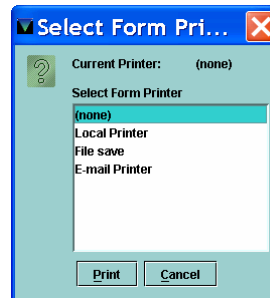 Select Form Pri...
Current Printer: (none)
Select Form Printer
(none)
Local Printer
File save
E-mail Printer
Print Cancel